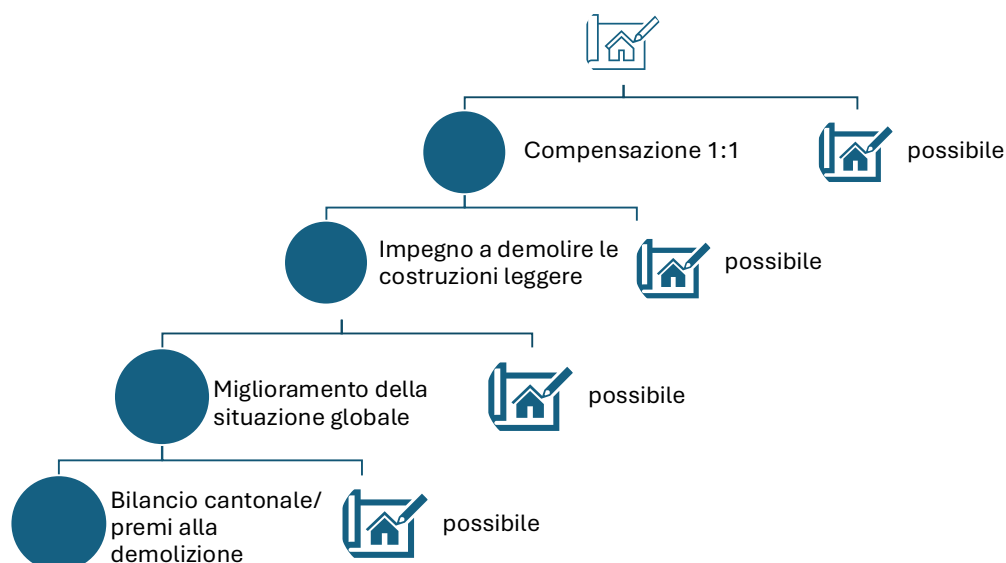 Compensazione 1:1
possibile
Impegno a demolire le
costruzioni leggere
possibile
Miglioramento della
situazione globale
possibile
Bilancio cantonale/
premi alla
demolizione
possibile